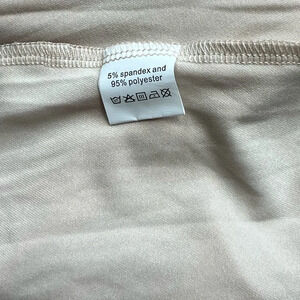 5% spandex and
95% polyester